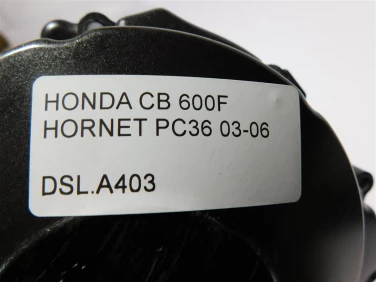 HONDA CB 600F
HORNET PC36 03-06
DSL.A403